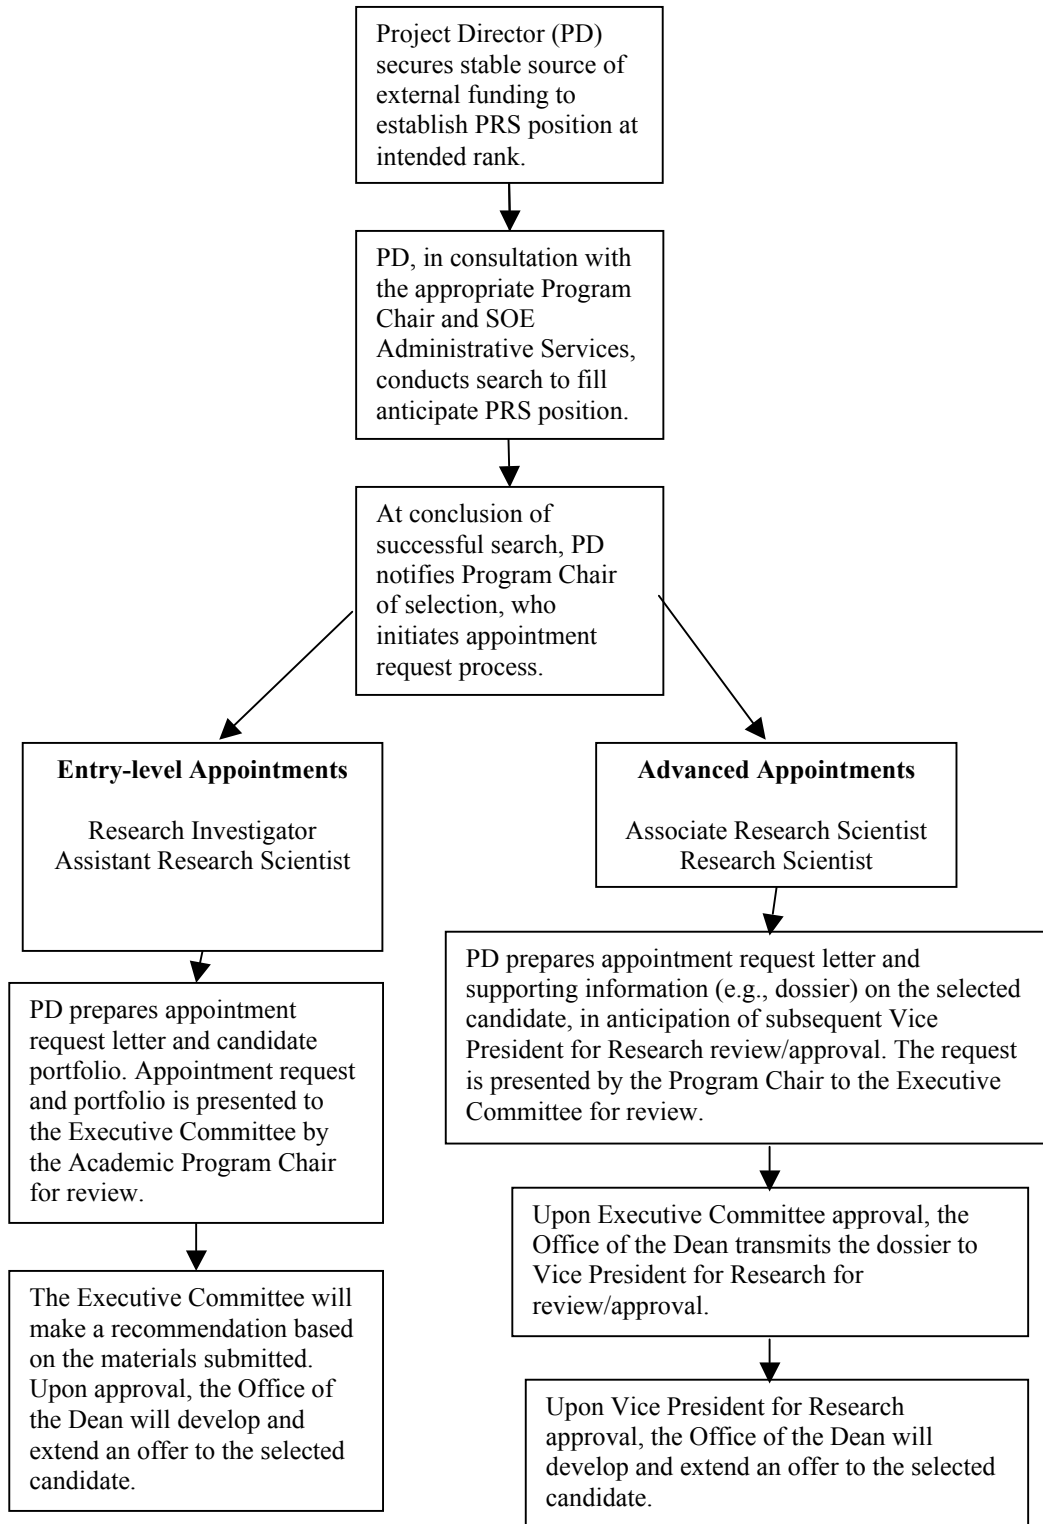 Project Director (PD)
secures stable source of
external funding to
establish PRS position at
intended rank.
PD, in consultation with
the appropriate Program
Chair and SOE
Administrative Services,
conducts search to fill
anticipate PRS position.
At conclusion of
successful search, PD
notifies Program Chair
of selection, who
initiates appointment
request process.
Entry-level Appointments
Research Investigator
Assistant Research Scientist
PD prepares appointment
request letter and candidate
portfolio. Appointment request
and portfolio is presented to
the Executive Committee by
the Academic Program Chair
for review.
The Executive Committee will
make a recommendation based
on the materials submitted.
Upon approval, the Office of
the Dean will develop and
extend an offer to the selected
candidate.
Advanced Appointments
Associate Research Scientist
Research Scientist
PD prepares appointment request letter and
supporting information (e.g., dossier) on the selected
candidate, in anticipation of subsequent Vice
President for Research review/approval. The request
is presented by the Program Chair to the Executive
Committee for review.
Upon Executive Committee approval, the
Office of the Dean transmits the dossier to
Vice President for Research for
review/approval.
Upon Vice President for Research
approval, the Office of the Dean will
develop and extend an offer to the selected
candidate.